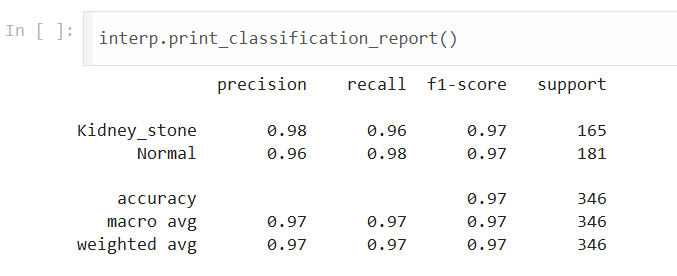 In [ ]: interp.print_classification_report()
precision recall f1-score support
Kidney_stone 0.98 0.96 0.97 165
Normal 0.96 0.98 0.97 181
accuracy 0.97 346
macro avg 0.97 0.97 0.97 346
weighted avg 0.97 0.97 0.97 346